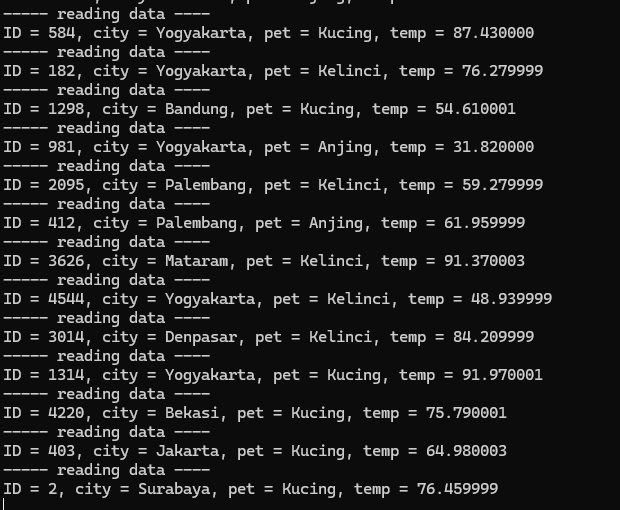 ----- reading data ----
ID = 584, city = Yogyakarta, pet = Kucing, temp = 87.430000
----- reading data ----
ID = 182, city = Yogyakarta, pet = Kelinci, temp = 76.279999
----- reading data ----
ID = 1298, city = Bandung, pet = Kucing, temp = 54.610001
----- reading data ----
ID = 981, city = Yogyakarta, pet = Anjing, temp = 31.820000
----- reading data ----
ID = 2095, city = Palembang, pet = Kelinci, temp = 59.279999
----- reading data ----
ID = 412, city = Palembang, pet = Anjing, temp = 61.959999
----- reading data ----
ID = 3626, city = Mataram, pet = Kelinci, temp = 91.370003
----- reading data ----
ID = 4544, city = Yogyakarta, pet = Kelinci, temp = 48.939999
----- reading data ----
ID = 3014, city = Denpasar, pet = Kelinci, temp = 84.209999
----- reading data ----
ID = 1314, city = Yogyakarta, pet = Kucing, temp = 91.970001
----- reading data ----
ID = 4220, city = Bekasi, pet = Kucing, temp = 75.790001
----- reading data ----
ID = 403, city = Jakarta, pet = Kucing, temp = 64.980003
----- reading data ----
ID = 2, city = Surabaya, pet = Kucing, temp = 76.459999